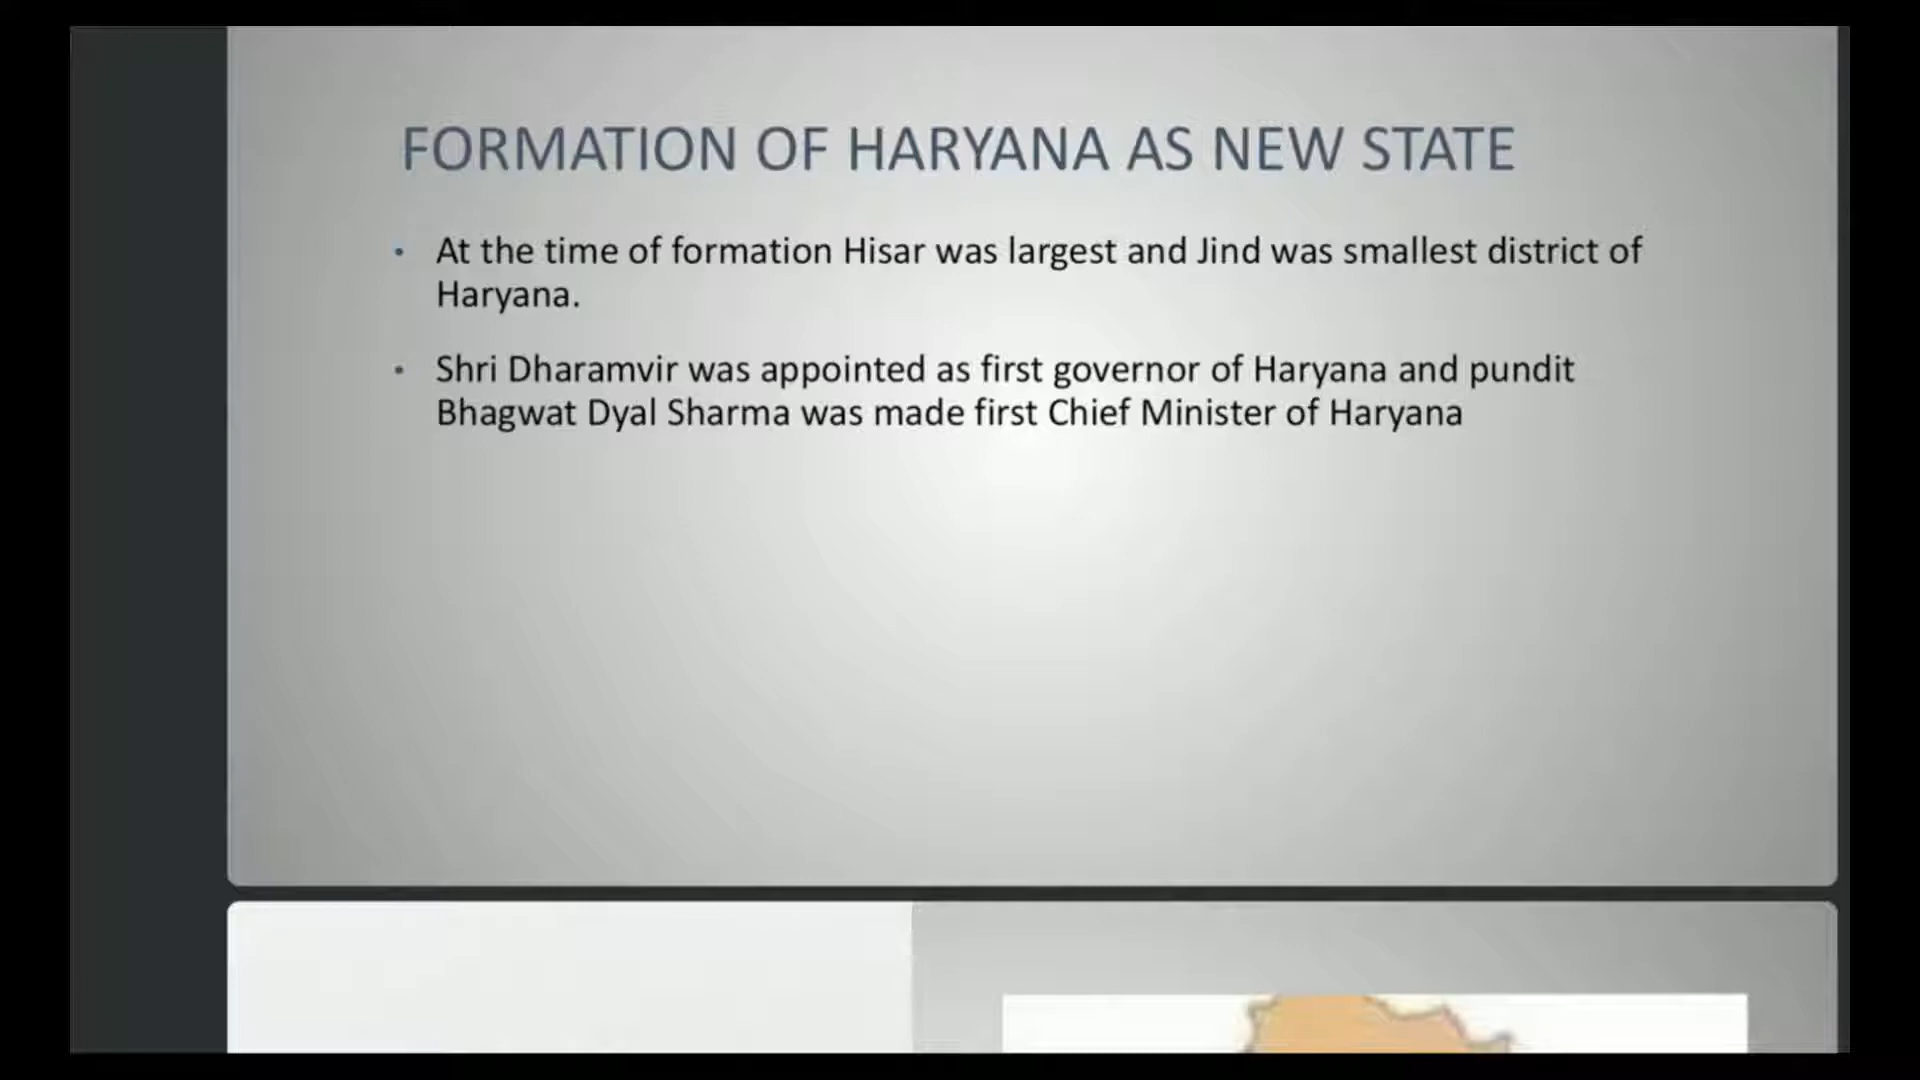 FORMATION OF HARYANA AS NEW STATE
• At the time of formation Hisar was largest and Jind was smallest district of
Haryana.
• Shri Dharamvir was appointed as first governor of Haryana and pundit
Bhagwat Dyal Sharma was made first Chief Minister of Haryana